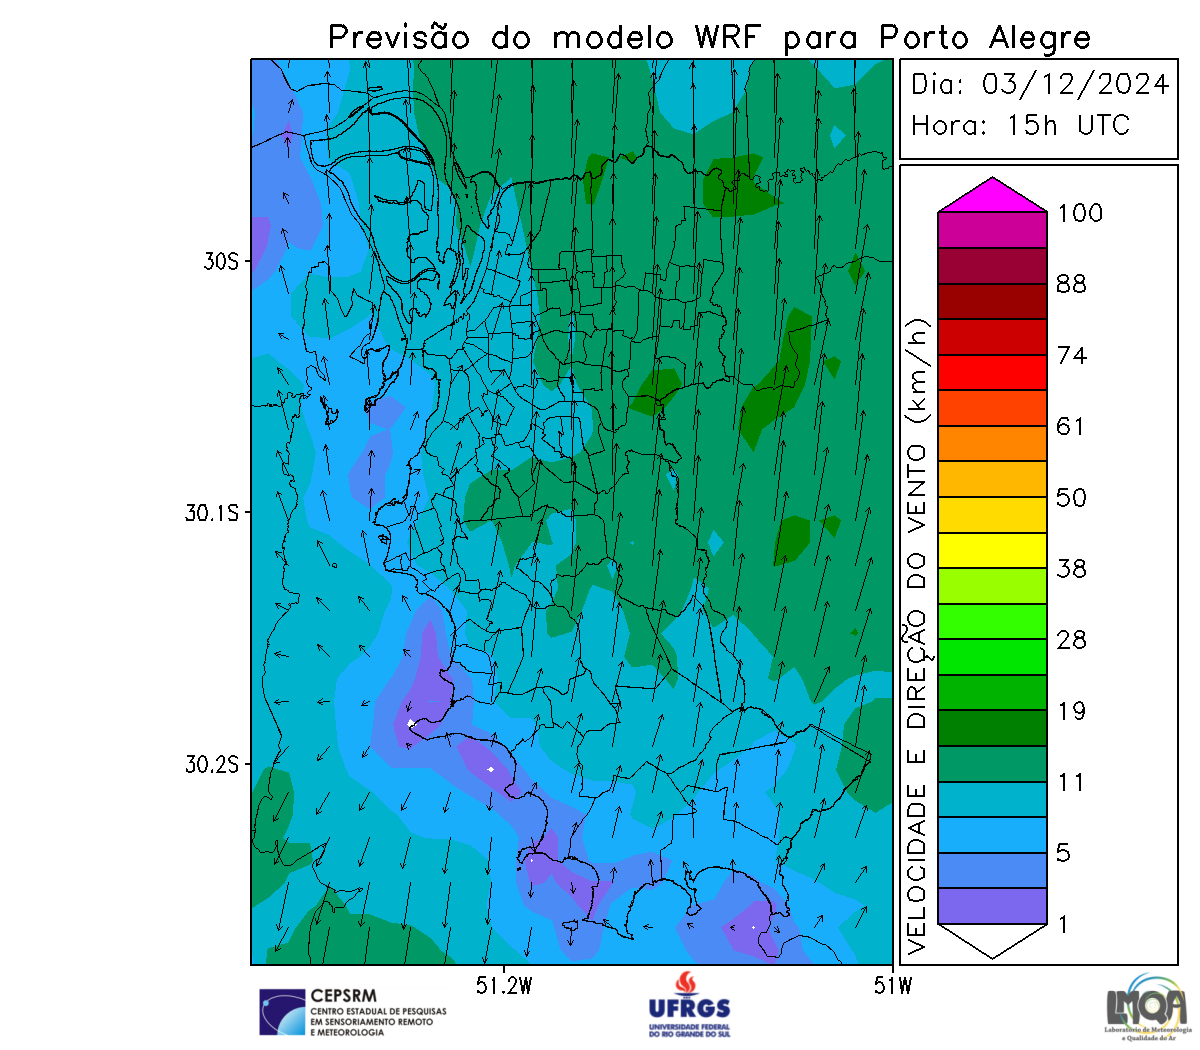 Previsão do modelo WRF para Porto Alegre
Dia: 03/12/2024
Hora: 15h UTC
30S
30.1S
30.2S
51.2W
51W
VELOCIDADE E DIREÇÃO DO VENTO (km/h)
100
88
74
61
50
38
28
19
11
5
1
CEPSRM
CENTRO ESTADUAL DE PESQUISAS
EM SENSORIAMENTO REMOTO
E METEOROLOGIA
UFRGS
UNIVERSIDADE FEDERAL
DO RIO GRANDE DO SUL
LMQA
Laboratório de Meteorologia
e Qualidade do Ar